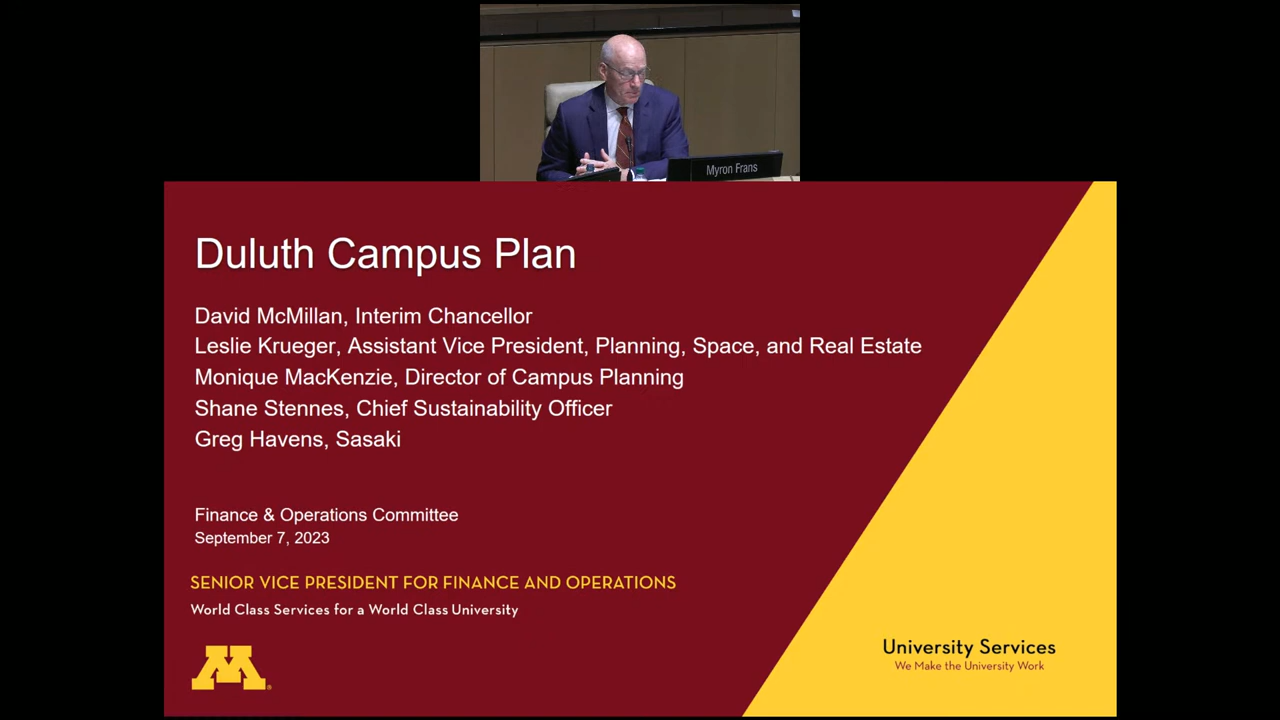 Myron Frans
Duluth Campus Plan
David McMillan, Interim Chancellor
Leslie Krueger, Assistant Vice President, Planning, Space, and Real Estate
Monique MacKenzie, Director of Campus Planning
Shane Stennes, Chief Sustainability Officer
Greg Havens, Sasaki
Finance & Operations Committee
September 7, 2023
SENIOR VICE PRESIDENT FOR FINANCE AND OPERATIONS
World Class Services for a World Class University
M®
University Services
We Make the University Work